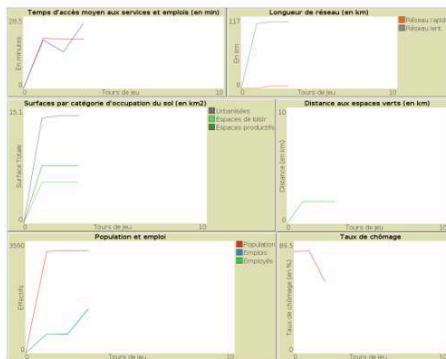 Temps d'accès moyen aux services et emplois (en min)
28.5
En minutes
0
Tours de jeu
10
Longueur de réseau (en km)
117
En km
0
Tours de jeu
10
Réseau rapid
Réseau lent
Surfaces par catégorie d'occupation du sol (en km2)
15.1
Surface Totale
0
Tours de jeu
10
Urbanisées
Espaces de loisir
Espaces productifs
Distance aux espaces verts (en km)
10
Distance (en km)
0
Tours de jeu
10
Population et emploi
3590
Effectifs
0
Tours de jeu
10
Population
Emplois
Employés
Taux de chômage
89.5
Taux de chômage (en %)
0
Tours de jeu
10